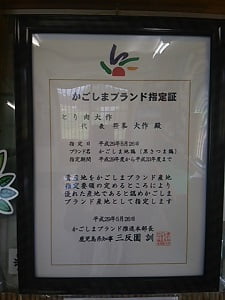 かごしまブランド指定証
とり肉大作
代表 若峯 大作 殿
指定日 平成29年5月26日
ブランド名 かごしま地鶏(黒さつま鶏)
指定期間 平成29年度から平成31年度まで
貴産地をかごしまブランド産地
指定要領の定めるところにより
優れた産地であると認めかごしま
ブランド産地として指定します
平成29年5月26日
かごしまブランド推進本部長
鹿児島県知事 三反園 訓